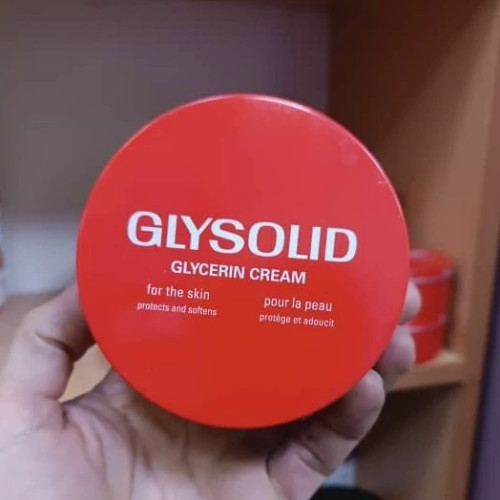 GLYSOLID
GLYCERIN CREAM
for the skin
protects and softens
pour la peau
protège et adoucit